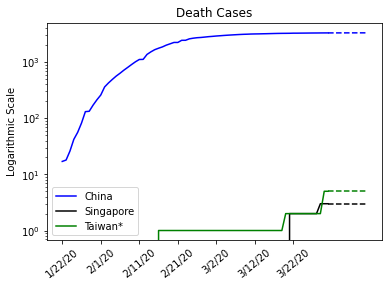 Death Cases
Logarithmic Scale
10³
10²
10¹
10⁰
China
Singapore
Taiwan*
1/22/20
2/1/20
2/11/20
2/21/20
3/2/20
3/12/20
3/22/20